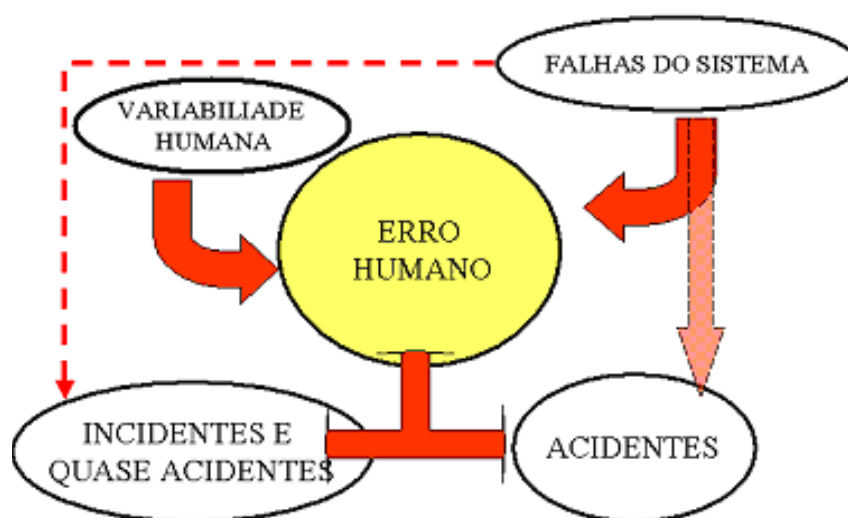 FALHAS DO SISTEMA
VARIABILIADE
HUMANA
ERRO
HUMANO
INCIDENTES E
QUASE ACIDENTES
ACIDENTES